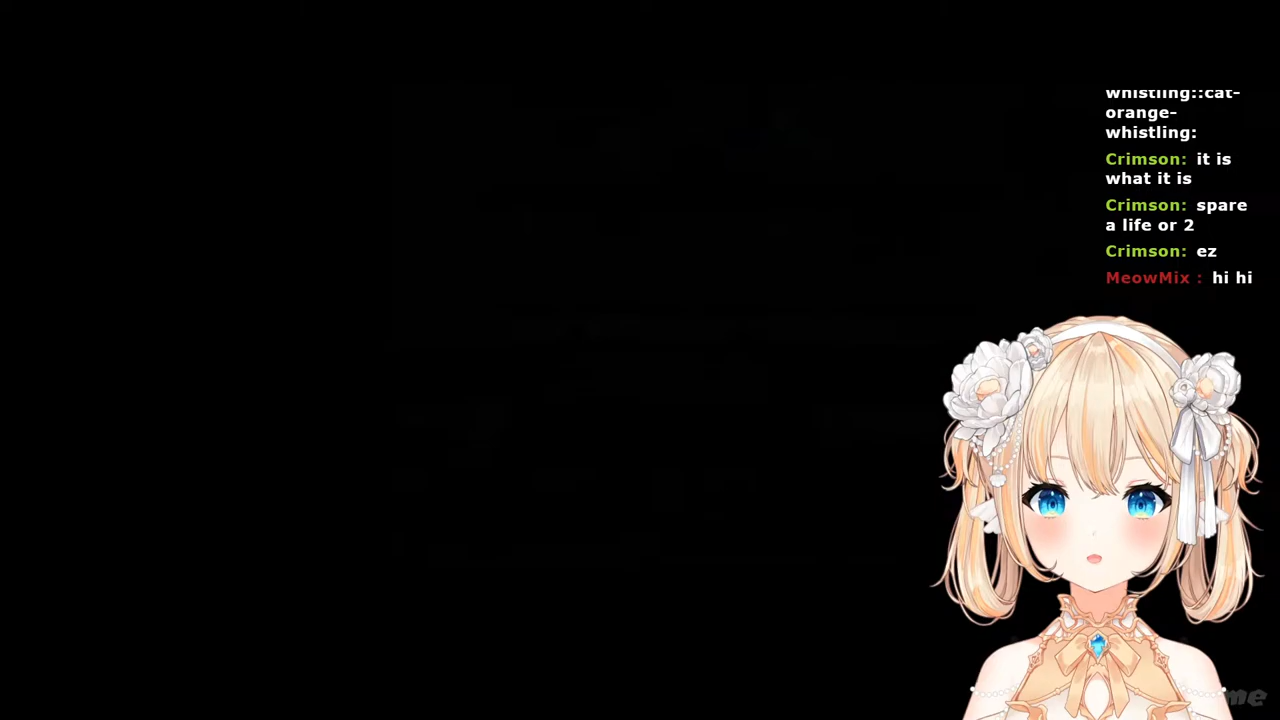 whistling::cat-
orange-
whistling:
Crimson: it is
what it is
Crimson: spare
a life or 2
Crimson: ez
MeowMix : hi hi
me